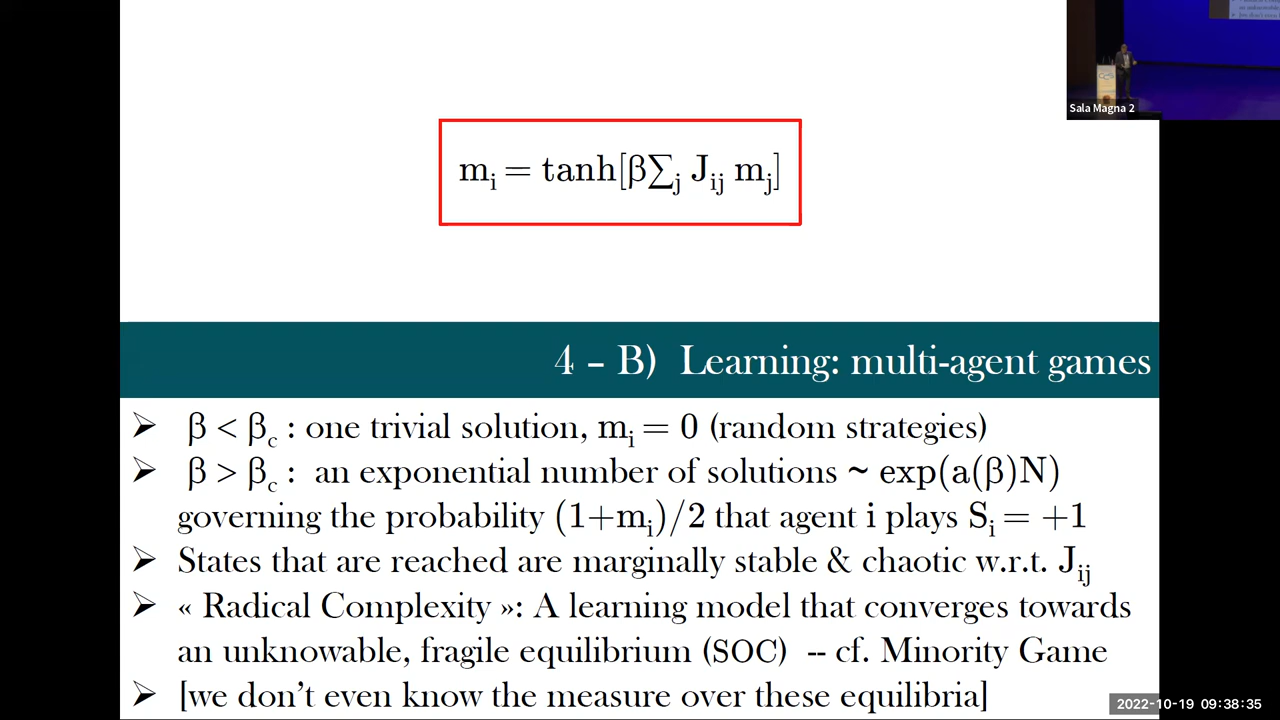 Sala Magna 2
mᵢ = tanh[β∑ⱼ Jᵢⱼ mⱼ]
4 – B) Learning: multi-agent games
➢ β < β_c : one trivial solution, mᵢ = 0 (random strategies)
➢ β > β_c : an exponential number of solutions ~ exp(a(β)N)
governing the probability (1+mᵢ)/2 that agent i plays Sᵢ = +1
➢ States that are reached are marginally stable & chaotic w.r.t. Jᵢⱼ
➢ « Radical Complexity »: A learning model that converges towards
an unknowable, fragile equilibrium (SOC) -- cf. Minority Game
➢ [we don’t even know the measure over these equilibria]
2022-10-19 09:38:35